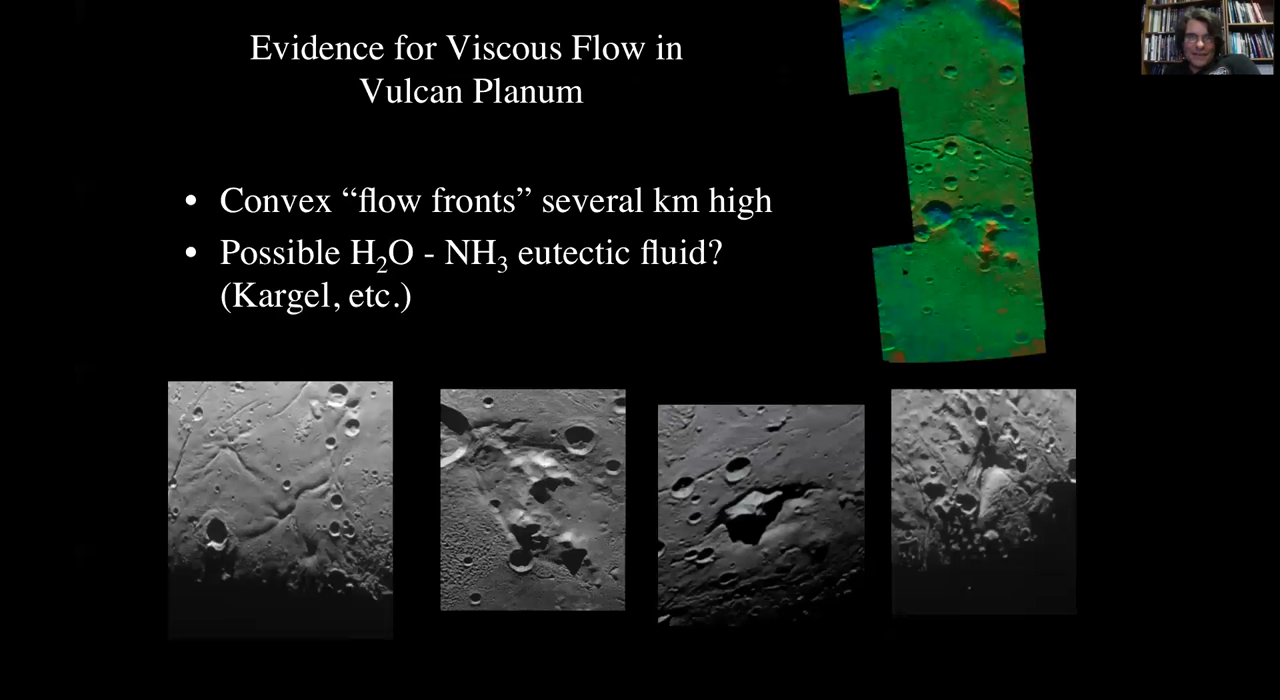 Evidence for Viscous Flow in
Vulcan Planum
• Convex “flow fronts” several km high
• Possible H₂O - NH₃ eutectic fluid?
(Kargel, etc.)